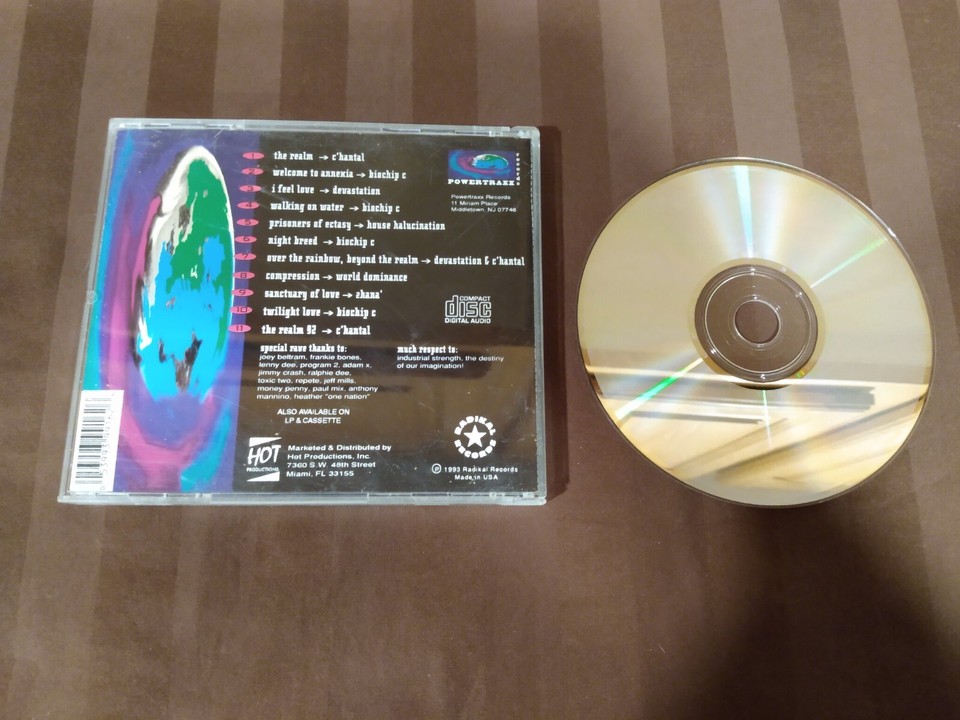 1 the realm → c'hantal
2 welcome to annexia → biochip c
3 i feel love → devastation
4 walking on water → biochip c
5 prisoners of ectasy → house halucination
6 night breed → biochip c
7 over the rainbow, beyond the realm → devastation & c'hantal
8 compression → world dominance
9 sanctuary of love → zhana'
10 twilight love → biochip c
11 the realm 92 → c'hantal
special rave thanks to:
joey beltram, frankie bones,
lenny dee, program 2, adam x,
jimmy crash, ralphie dee,
toxic two, repete, jeff mills,
money penny, paul mix, anthony
mannino, heather "one nation"
ALSO AVAILABLE ON
LP & CASSETTE
HOT
PRODUCTIONS
Marketed & Distributed by
Hot Productions, Inc.
7360 S.W. 48th Street
Miami, FL 33155
POWERTRAXX
RECORDS
Powertraxx Records
11 Miriam Place
Middletown, NJ 07748
COMPACT
disc
DIGITAL AUDIO
much respect to:
industrial strength, the destiny
of our imagination!
RADIKAL
RECORDS
℗ 1993 Radikal Records
Made in USA